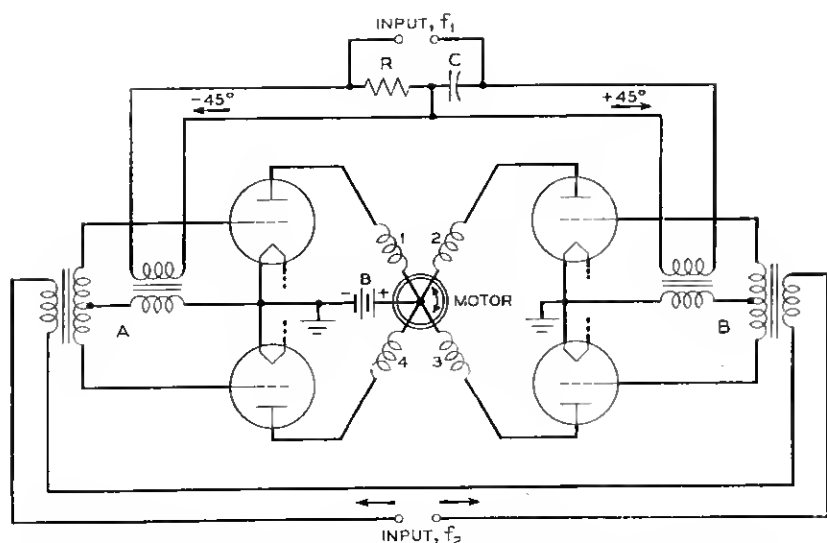 INPUT, f₁
R C
-45° +45°
1 2
B
- +
MOTOR
A B
4 3
INPUT, f₂